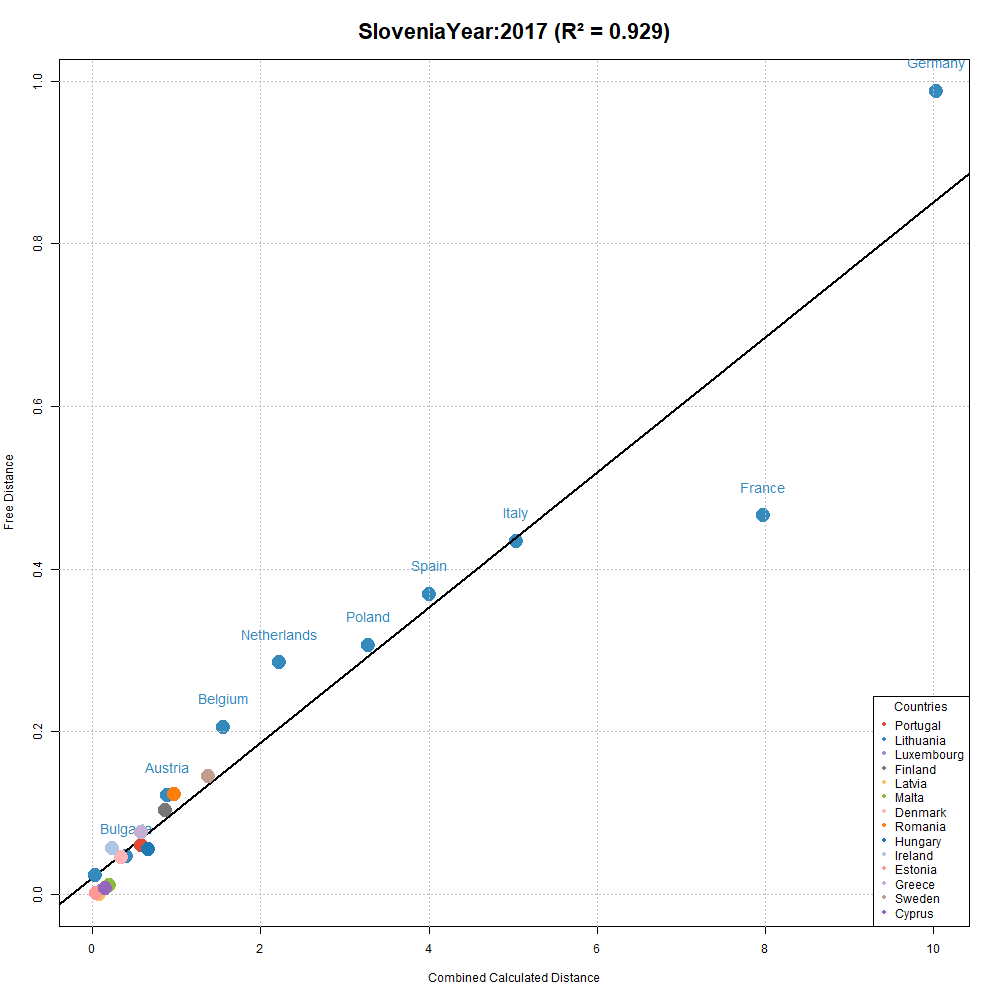 SloveniaYear:2017 (R² = 0.929)
Germany
France
Italy
Spain
Poland
Netherlands
Belgium
Austria
Bulgaria
Free Distance
1.0
0.8
0.6
0.4
0.2
0.0
0
2
4
6
8
10
Combined Calculated Distance
Countries
Portugal
Lithuania
Luxembourg
Finland
Latvia
Malta
Denmark
Romania
Hungary
Ireland
Estonia
Greece
Sweden
Cyprus